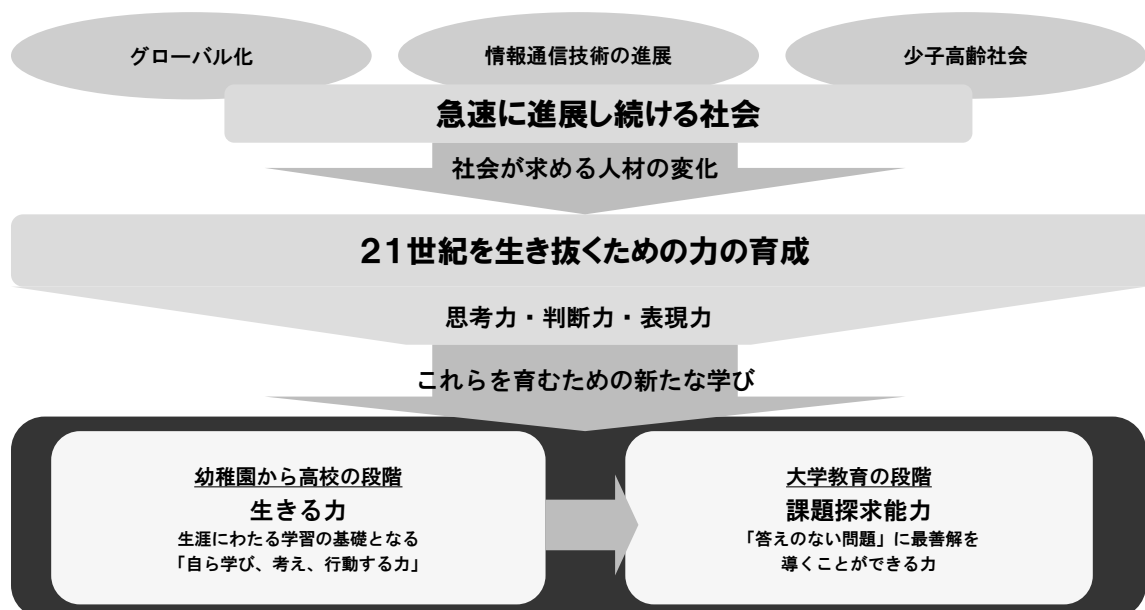 グローバル化
情報通信技術の進展
少子高齢社会
急速に進展し続ける社会
社会が求める人材の変化
21世紀を生き抜くための力の育成
思考力・判断力・表現力
これらを育むための新たな学び
幼稚園から高校の段階
生きる力
生涯にわたる学習の基礎となる
「自ら学び、考え、行動する力」
大学教育の段階
課題探求能力
「答えのない問題」に最善解を
導くことができる力